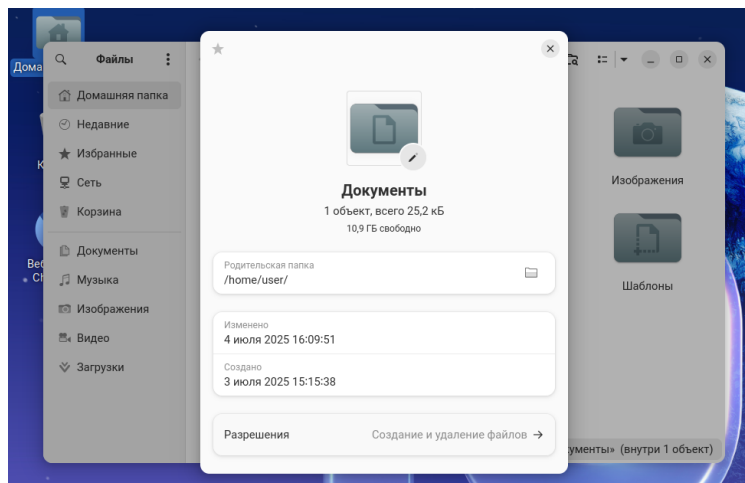 Дома
Файлы
Домашняя папка
Недавние
Избранные
Сеть
Корзина
Документы
Музыка
Изображения
Видео
Загрузки
Документы
1 объект, всего 25,2 кБ
10,9 ГБ свободно
Родительская папка
/home/user/
Изменено
4 июля 2025 16:09:51
Создано
3 июля 2025 15:15:38
Разрешения
Создание и удаление файлов
Изображения
Шаблоны
ументы» (внутри 1 объект)